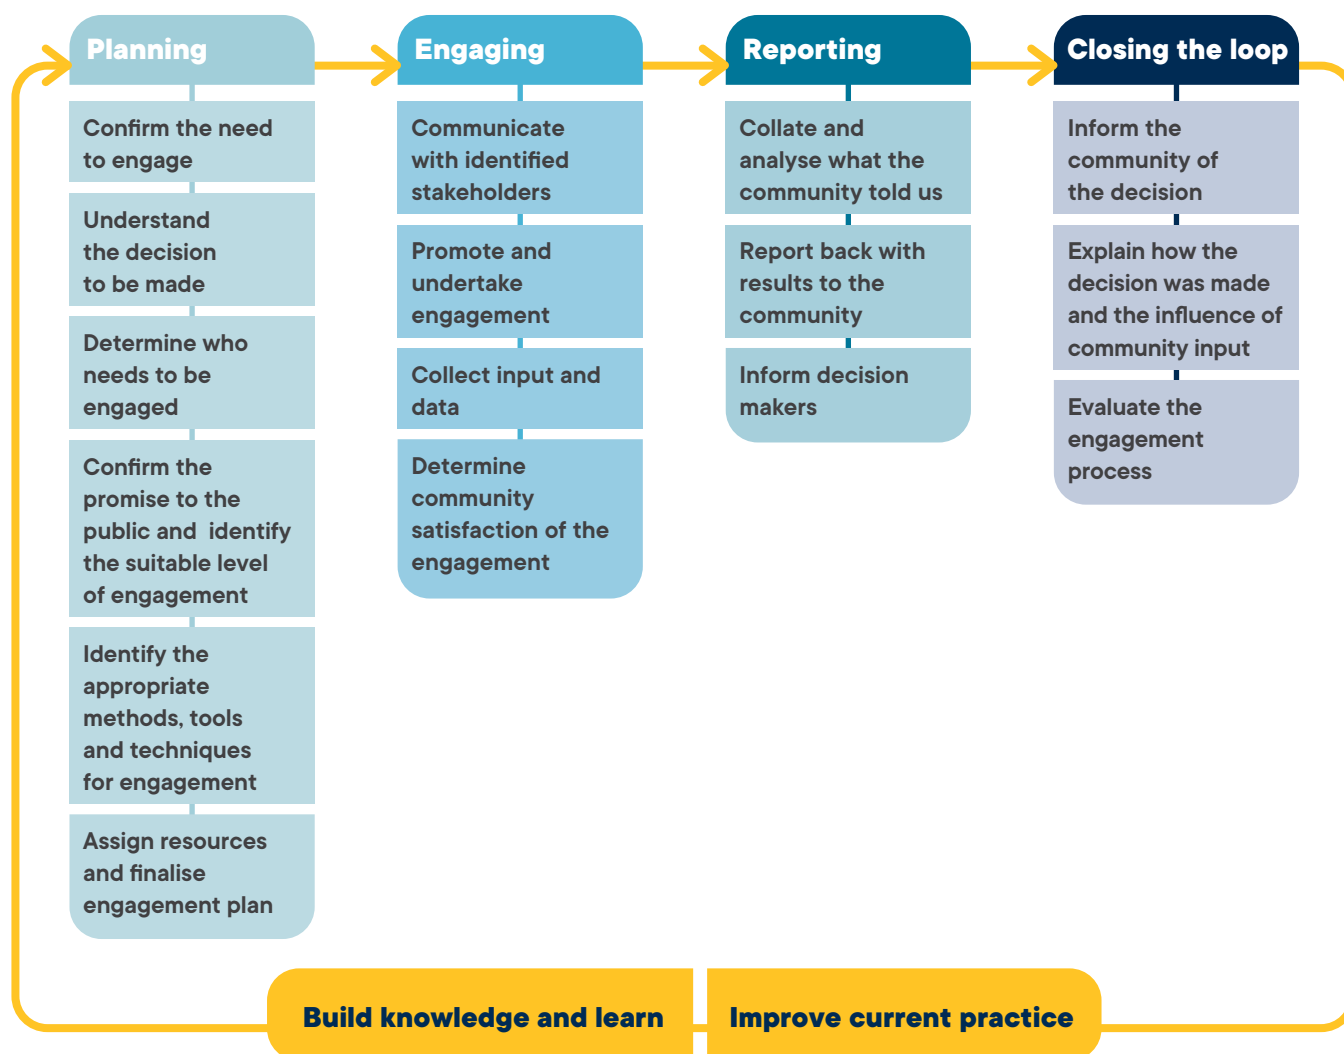 Planning
Confirm the need
to engage
Understand
the decision
to be made
Determine who
needs to be
engaged
Confirm the
promise to the
public and  identify
the suitable level
of engagement
Identify the
appropriate
methods, tools
and techniques
for engagement
Assign resources
and finalise
engagement plan
Engaging
Communicate
with identified
stakeholders
Promote and
undertake
engagement
Collect input and
data
Determine
community
satisfaction of the
engagement
Reporting
Collate and
analyse what the
community told us
Report back with
results to the
community
Inform decision
makers
Closing the loop
Inform the
community of
the decision
Explain how the
decision was made
and the influence of
community input
Evaluate the
engagement
process
Build knowledge and learn
Improve current practice